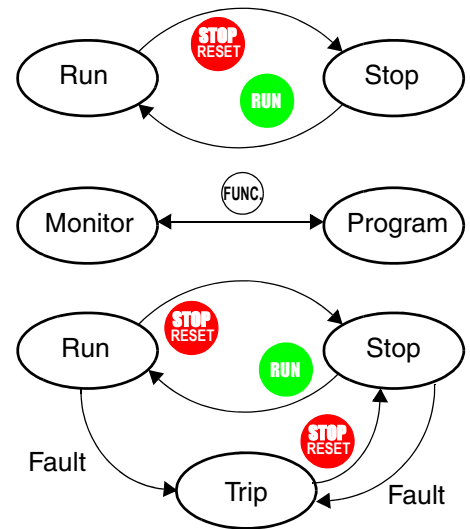 STOP
RESET
Run
Stop
RUN
FUNC.
Monitor
Program
STOP
RESET
Run
Stop
RUN
STOP
RESET
Fault
Trip
Fault